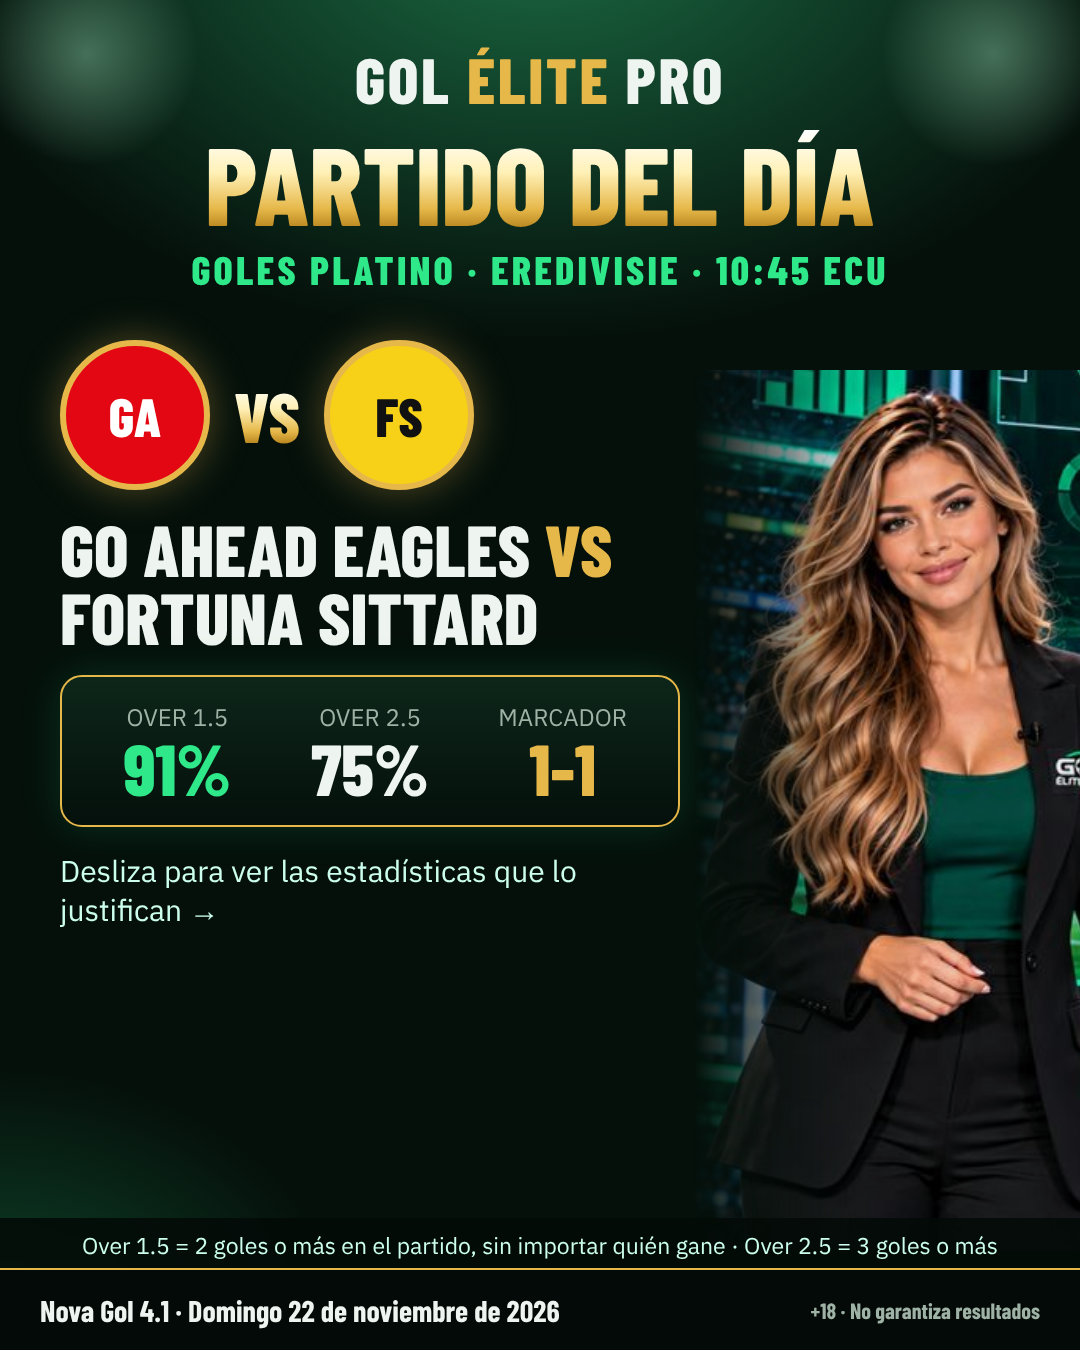 GOL ÉLITE PRO
PARTIDO DEL DÍA
GOLES PLATINO · EREDIVISIE · 10:45 ECU
GA VS FS
GO AHEAD EAGLES VS
FORTUNA SITTARD
OVER 1.5 OVER 2.5 MARCADOR
91% 75% 1-1
Desliza para ver las estadísticas que lo
justifican →
Over 1.5 = 2 goles o más en el partido, sin importar quién gane · Over 2.5 = 3 goles o más
Nova Gol 4.1 · Domingo 22 de noviembre de 2026
+18 · No garantiza resultados